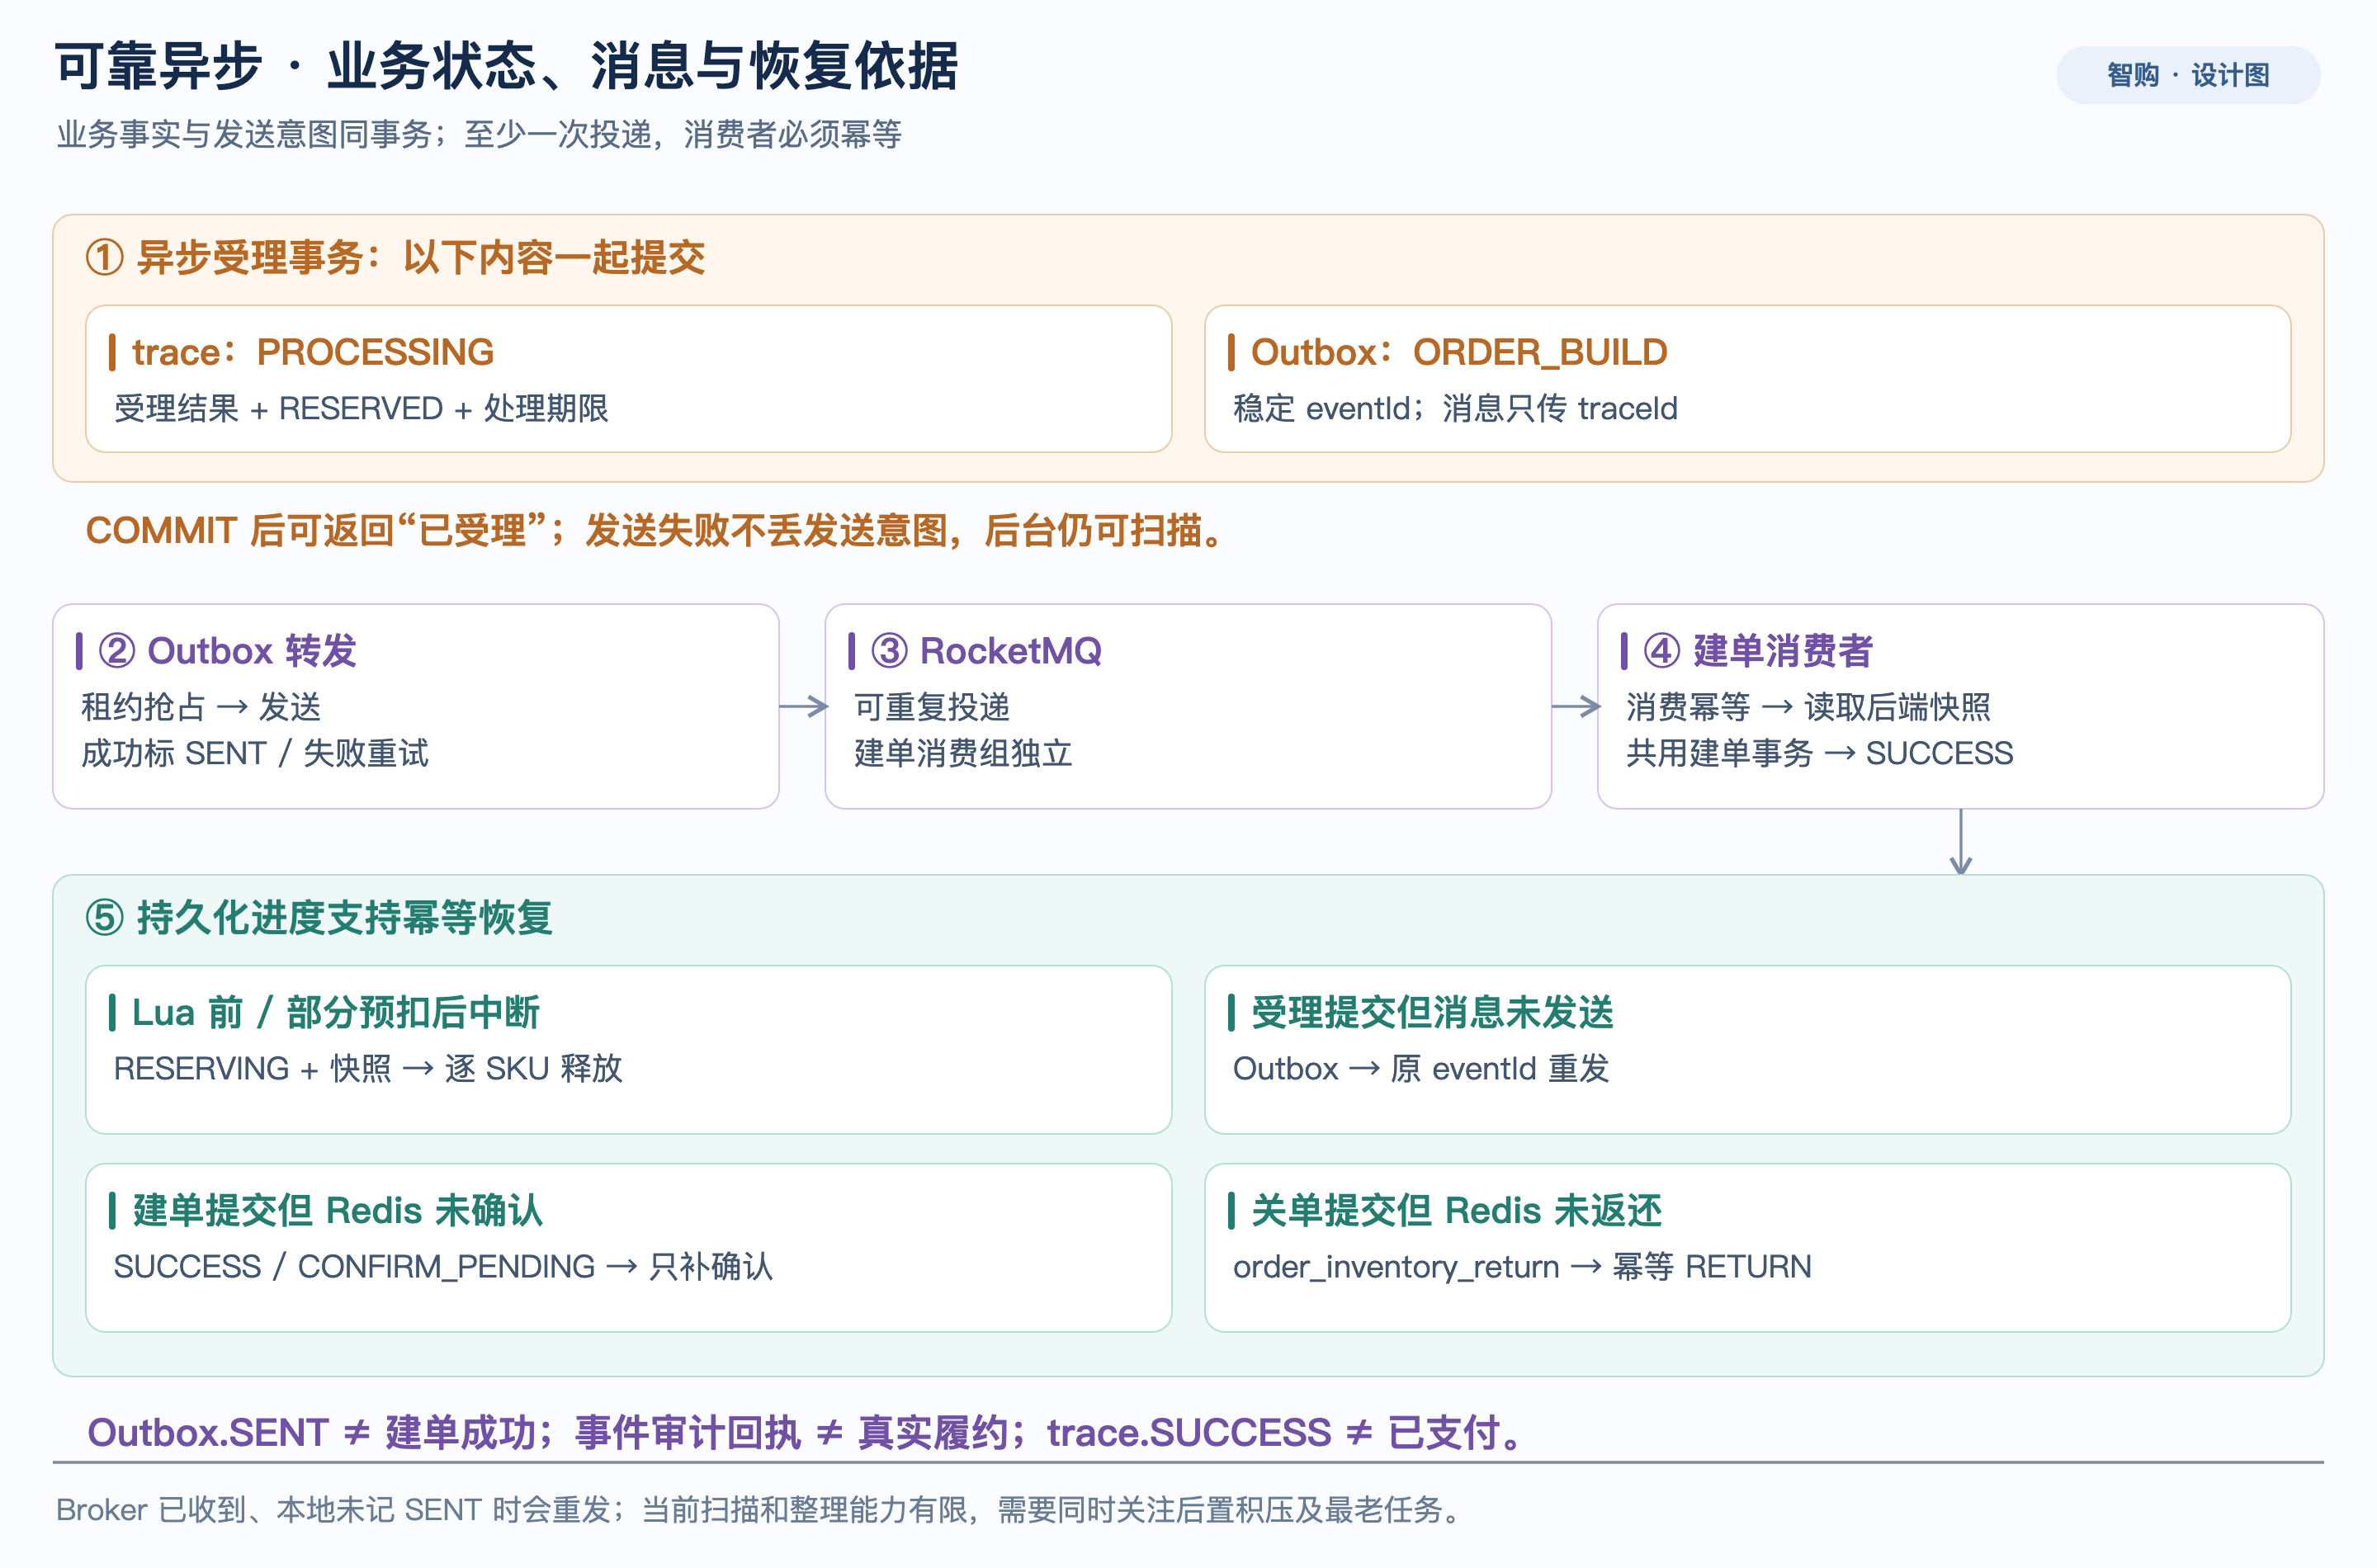 可靠异步 · 业务状态、消息与恢复依据
智购 · 设计图
业务事实与发送意图同事务；至少一次投递，消费者必须幂等
① 异步受理事务：以下内容一起提交
trace：PROCESSING
受理结果 + RESERVED + 处理期限
Outbox：ORDER_BUILD
稳定 eventId；消息只传 traceId
COMMIT 后可返回“已受理”；发送失败不丢发送意图，后台仍可扫描。
② Outbox 转发
租约抢占 → 发送
成功标 SENT / 失败重试
③ RocketMQ
可重复投递
建单消费组独立
④ 建单消费者
消费幂等 → 读取后端快照
共用建单事务 → SUCCESS
⑤ 持久化进度支持幂等恢复
Lua 前 / 部分预扣后中断
RESERVING + 快照 → 逐 SKU 释放
受理提交但消息未发送
Outbox → 原 eventId 重发
建单提交但 Redis 未确认
SUCCESS / CONFIRM_PENDING → 只补确认
关单提交但 Redis 未返还
order_inventory_return → 幂等 RETURN
Outbox.SENT ≠ 建单成功；事件审计回执 ≠ 真实履约；trace.SUCCESS ≠ 已支付。
Broker 已收到、本地未记 SENT 时会重发；当前扫描和整理能力有限，需要同时关注后置积压及最老任务。